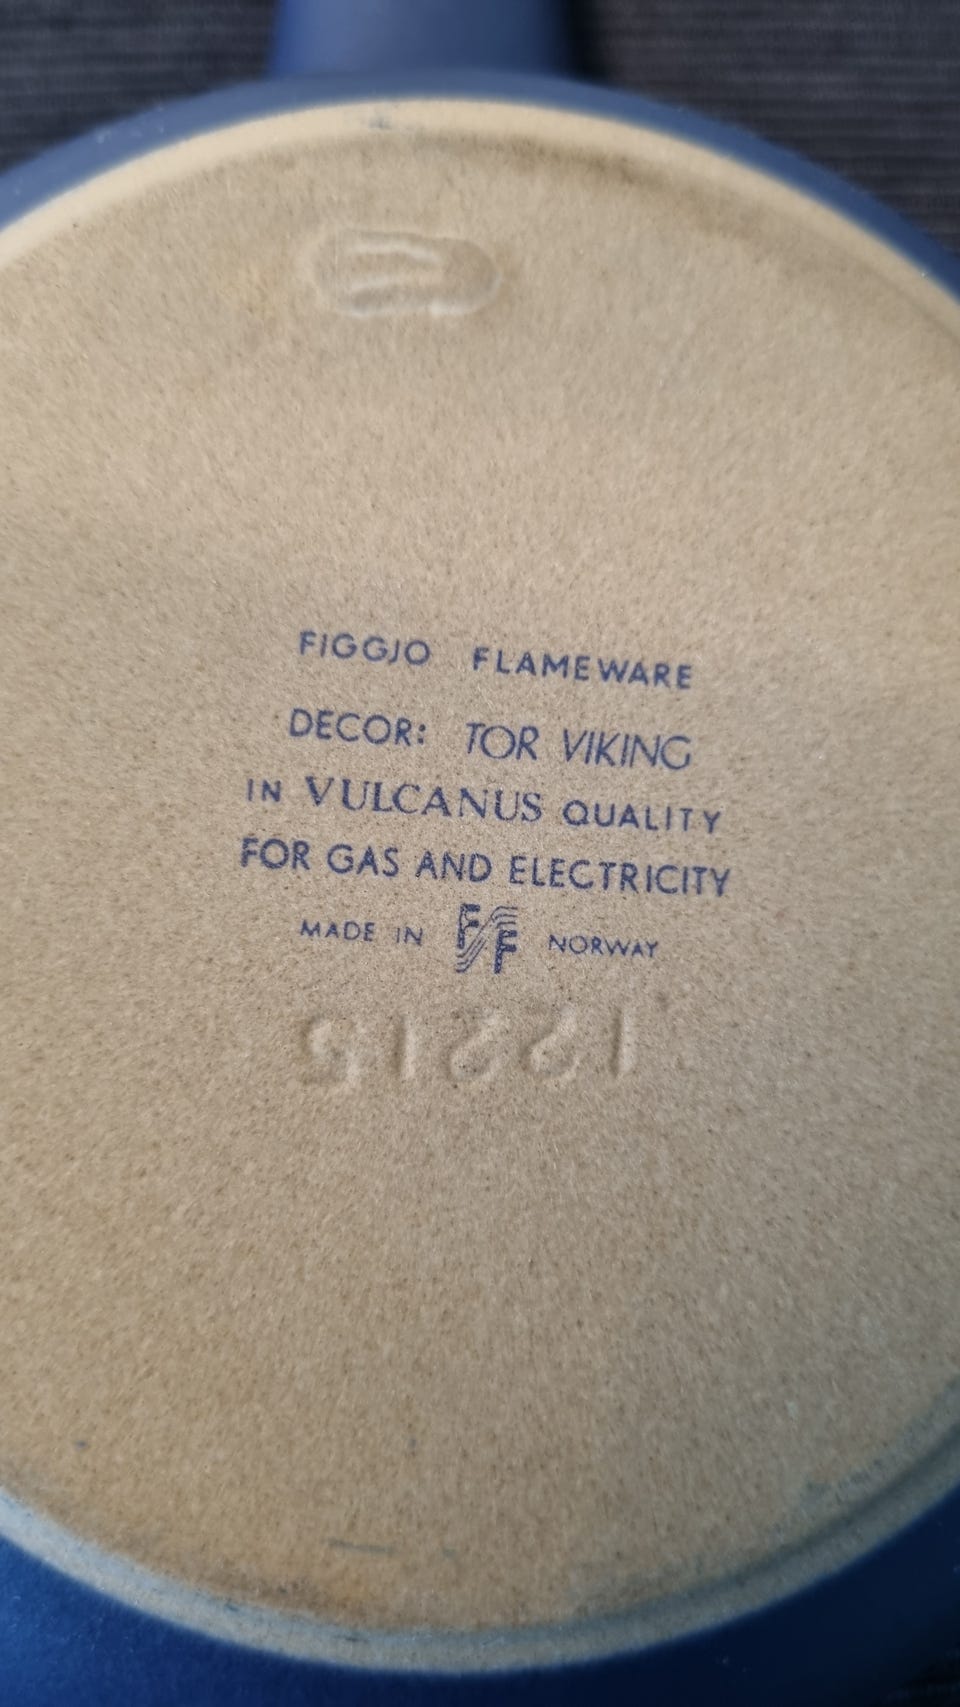 FIGGJO FLAMEWARE
DECOR: TOR VIKING
IN VULCANUS QUALITY
FOR GAS AND ELECTRICITY
MADE IN FF NORWAY
12215